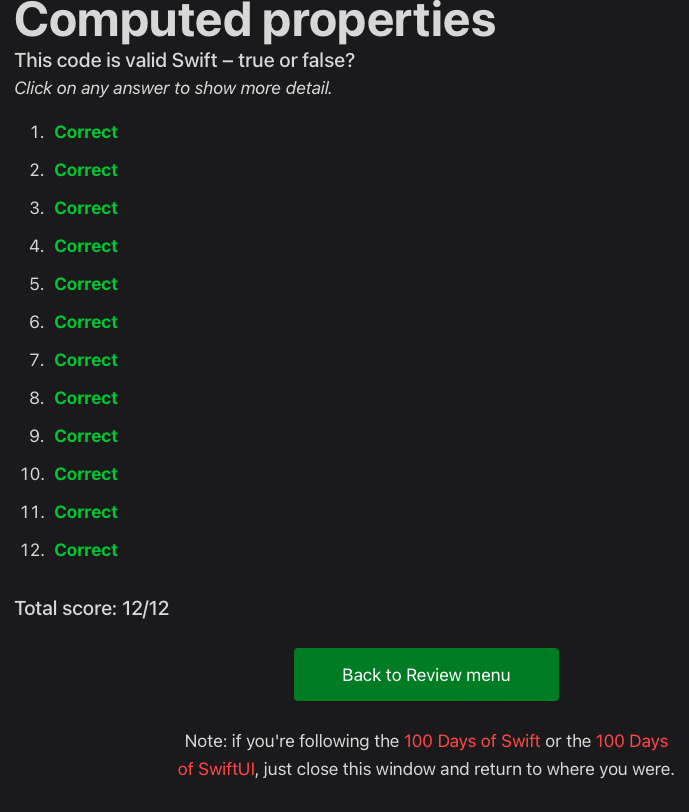 Computed properties
This code is valid Swift – true or false?
Click on any answer to show more detail.
1. Correct
2. Correct
3. Correct
4. Correct
5. Correct
6. Correct
7. Correct
8. Correct
9. Correct
10. Correct
11. Correct
12. Correct
Total score: 12/12
Back to Review menu
Note: if you're following the 100 Days of Swift or the 100 Days
of SwiftUI, just close this window and return to where you were.